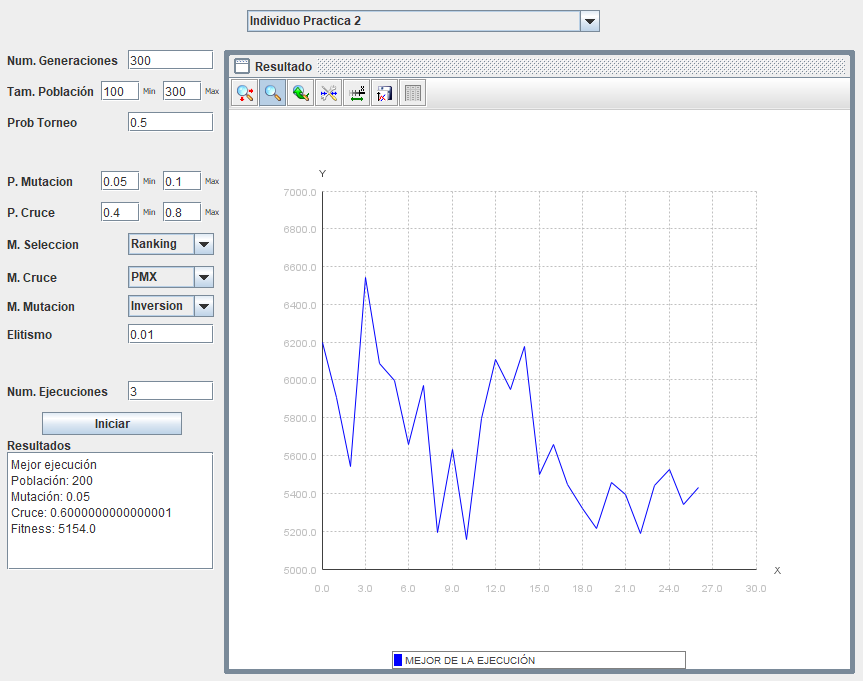 Individuo Practica 2
Num. Generaciones 300
Tam. Población 100 Min 300 Max
Prob Torneo 0.5
P. Mutacion 0.05 Min 0.1 Max
P. Cruce 0.4 Min 0.8 Max
M. Seleccion Ranking
M. Cruce PMX
M. Mutacion Inversion
Elitismo 0.01
Num. Ejecuciones 3
Iniciar
Resultados
Mejor ejecución
Población: 200
Mutación: 0.05
Cruce: 0.6000000000000001
Fitness: 5154.0
Resultado
Y
7000.0
6800.0
6600.0
6400.0
6200.0
6000.0
5800.0
5600.0
5400.0
5200.0
5000.0
X
0.0 3.0 6.0 9.0 12.0 15.0 18.0 21.0 24.0 27.0 30.0
MEJOR DE LA EJECUCIÓN